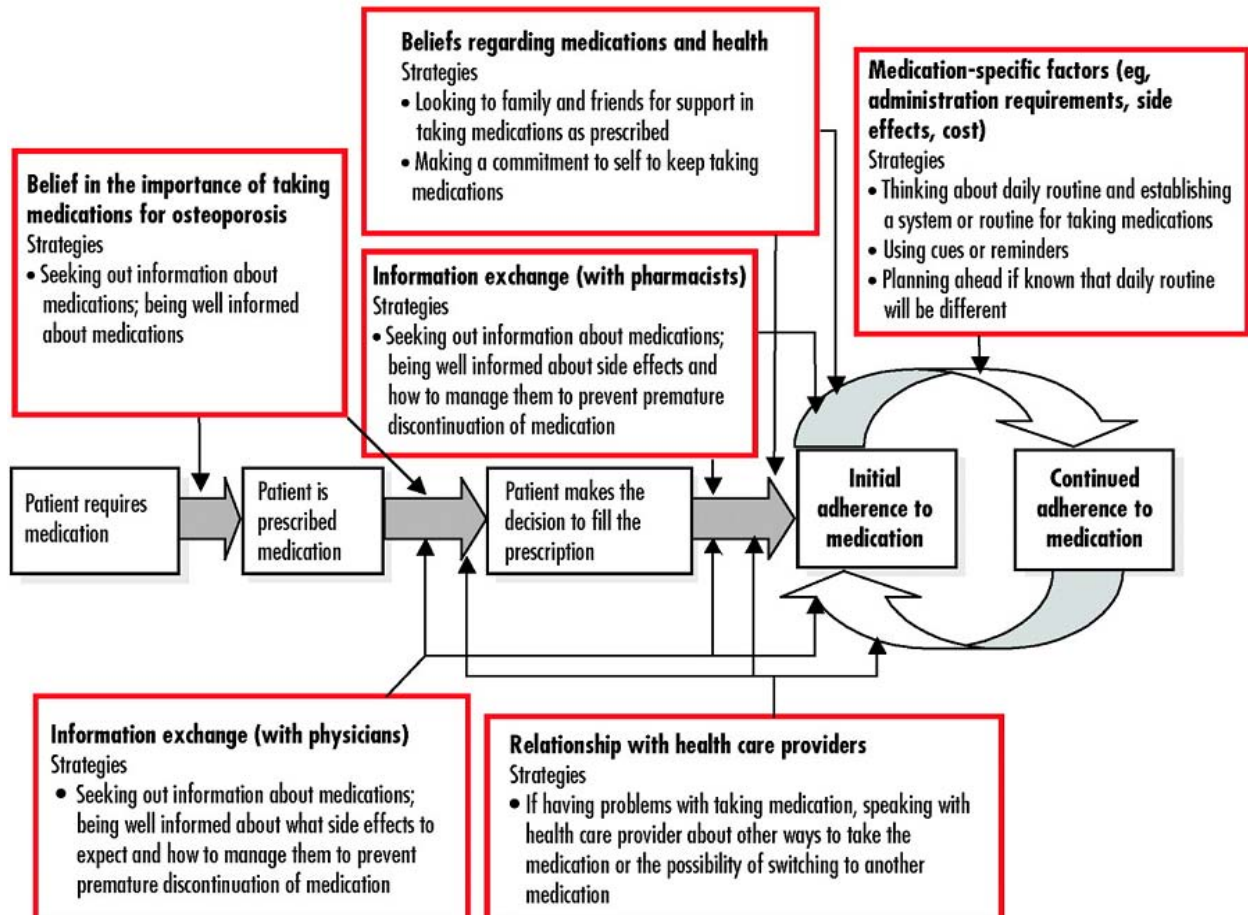 Beliefs regarding medications and health
Strategies
• Looking to family and friends for support in
taking medications as prescribed
• Making a commitment to self to keep taking
medications
Medication-specific factors (eg,
administration requirements, side
effects, cost)
Strategies
• Thinking about daily routine and establishing
a system or routine for taking medications
• Using cues or reminders
• Planning ahead if known that daily routine
will be different
Belief in the importance of taking
medications for osteoporosis
Strategies
• Seeking out information about
medications; being well informed
about medications
Information exchange (with pharmacists)
Strategies
• Seeking out information about medications;
being well informed about side effects and
how to manage them to prevent premature
discontinuation of medication
Patient requires
medication
Patient is
prescribed
medication
Patient makes the
decision to fill the
prescription
Initial
adherence to
medication
Continued
adherence to
medication
Information exchange (with physicians)
Strategies
• Seeking out information about medications;
being well informed about what side effects to
expect and how to manage them to prevent
premature discontinuation of medication
Relationship with health care providers
Strategies
• If having problems with taking medication, speaking with
health care provider about other ways to take the
medication or the possibility of switching to another
medication